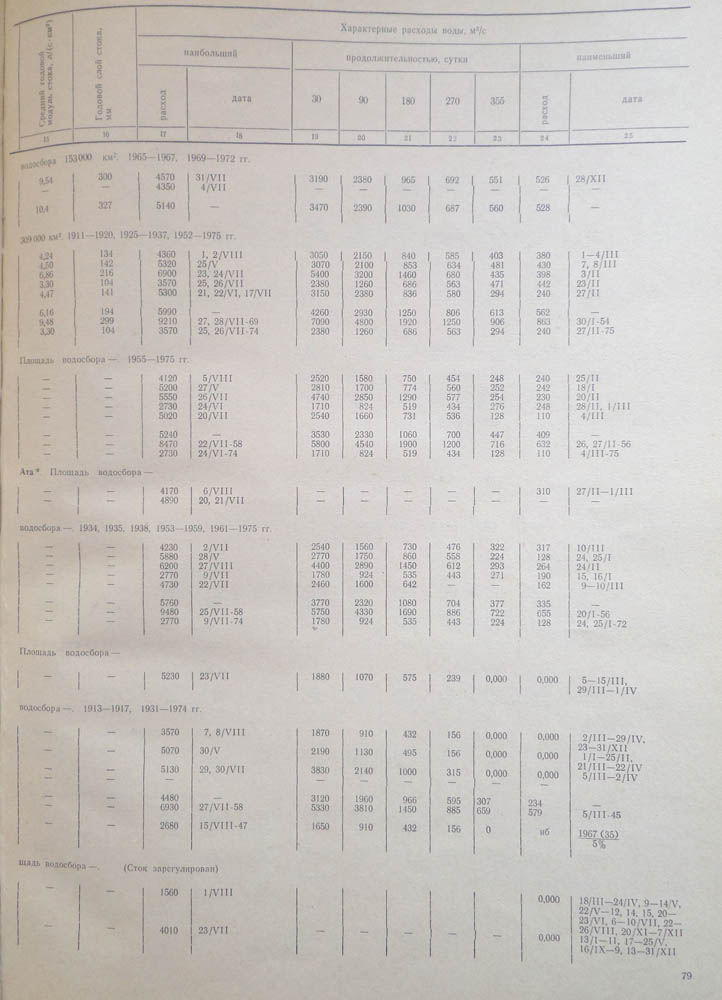 Средний годовой модуль стока, л/(с·км²) | Годовой слой стока, мм | Характерные расходы воды, м³/с
наибольший | продолжительностью, сутки | наименьший
расход | дата | 30 | 90 | 180 | 270 | 355 | расход | дата
15 | 16 | 17 | 18 | 19 | 20 | 21 | 22 | 23 | 24 | 25
водосбора 153000 км². 1965—1967, 1969—1972 гг.
9,54 | 300 | 4570 | 31/VII | 3190 | 2380 | 965 | 692 | 551 | 526 | 28/XII
— | — | 4350 | 4/VII | — | — | — | — | — | — | —
10,4 | 327 | 5140 | — | 3470 | 2390 | 1030 | 687 | 560 | 528 | —
309000 км². 1911—1920, 1925—1937, 1952—1975 гг.
4,24 | 134 | 4360 | 1, 2/VIII | 3050 | 2150 | 840 | 585 | 403 | 380 | 1—4/III
4,50 | 142 | 5320 | 25/V | 3070 | 2100 | 853 | 634 | 481 | 430 | 7, 8/III
6,86 | 216 | 6900 | 23, 24/VII | 5400 | 3200 | 1460 | 680 | 435 | 398 | 3/II
3,30 | 104 | 3570 | 25, 26/VII | 2380 | 1260 | 686 | 563 | 471 | 442 | 23/II
4,47 | 141 | 5300 | 21, 22/VI, 17/VII | 3150 | 2380 | 836 | 580 | 294 | 240 | 27/II
6,16 | 194 | 5990 | — | 4260 | 2930 | 1250 | 806 | 613 | 562 | —
9,48 | 299 | 9210 | 27, 28/VII-69 | 7090 | 4800 | 1920 | 1250 | 906 | 863 | 30/I-54
3,30 | 104 | 3570 | 25, 26/VII-74 | 2380 | 1260 | 686 | 563 | 294 | 240 | 27/II-75
Площадь водосбора —. 1955—1975 гг.
— | — | 4120 | 5/VIII | 2520 | 1580 | 750 | 454 | 248 | 240 | 25/II
— | — | 5200 | 27/V | 2810 | 1700 | 774 | 560 | 252 | 242 | 18/I
— | — | 5550 | 26/VII | 4740 | 2850 | 1290 | 577 | 254 | 230 | 20/II
— | — | 2730 | 24/VI | 1710 | 824 | 519 | 434 | 276 | 248 | 28/II, 1/III
— | — | 5020 | 20/VII | 2540 | 1660 | 731 | 536 | 128 | 110 | 4/III
— | — | 5240 | — | 3530 | 2330 | 1060 | 700 | 447 | 409 | —
— | — | 8470 | 22/VII-58 | 5800 | 4540 | 1900 | 1200 | 716 | 632 | 26, 27/II-56
— | — | 2730 | 24/VI-74 | 1710 | 824 | 519 | 434 | 128 | 110 | 4/III-75
Ата*. Площадь водосбора —
— | — | 4170 | 6/VIII | — | — | — | — | — | 310 | 27/II—1/III
— | — | 4890 | 20, 21/VII | — | — | — | — | — | — | —
водосбора —. 1934, 1935, 1938, 1953—1959, 1961—1975 гг.
— | — | 4230 | 2/VII | 2540 | 1560 | 730 | 476 | 322 | 317 | 10/III
— | — | 5880 | 28/V | 2770 | 1750 | 860 | 558 | 224 | 128 | 24, 25/I
— | — | 6200 | 27/VIII | 4400 | 2890 | 1450 | 612 | 293 | 264 | 24/II
— | — | 2770 | 9/VII | 1780 | 924 | 535 | 443 | 271 | 190 | 15, 16/I
— | — | 4730 | 22/VII | 2460 | 1600 | 642 | — | — | 162 | 9—10/III
— | — | 5760 | — | 3770 | 2320 | 1080 | 704 | 377 | 335 | —
— | — | 9480 | 25/VII-58 | 5750 | 4330 | 1690 | 886 | 722 | 655 | 20/I-56
— | — | 2770 | 9/VII-74 | 1780 | 924 | 535 | 443 | 224 | 128 | 24, 25/I-72
Площадь водосбора —
— | — | 5230 | 23/VII | 1880 | 1070 | 575 | 239 | 0,000 | 0,000 | 5—15/III,
29/III—1/IV
водосбора —. 1913—1917, 1931—1974 гг.
— | — | 3570 | 7, 8/VIII | 1870 | 910 | 432 | 156 | 0,000 | 0,000 | 2/III—29/IV,
23—31/XII
— | — | 5070 | 30/V | 2190 | 1130 | 495 | 156 | 0,000 | 0,000 | 1/I—25/II,
21/III—22/IV
— | — | 5130 | 29, 30/VII | 3830 | 2140 | 1000 | 315 | 0,000 | 0,000 | 5/III—2/IV
— | — | — | — | — | — | — | — | — | —
— | — | 4480 | — | 3120 | 1960 | 966 | 595 | 307 | 234 | —
— | — | 6930 | 27/VII-58 | 5330 | 3810 | 1450 | 885 | 659 | 579 | 5/III-45
— | — | 2680 | 15/VIII-47 | 1650 | 910 | 432 | 156 | 0 | нб | 1967 (35)
5%
щадь водосбора —. (Сток зарегулирован)
— | — | 1560 | 1/VIII | — | — | — | — | — | 0,000 | 18/III—24/IV, 9—14/V,
22/V—12, 14, 15, 20—
23/VI, 6—10/VII, 22—
26/VIII, 20/XI—7/XII
— | — | 4010 | 23/VII | — | — | — | — | — | 0,000 | 13/I—11, 17—25/V,
16/IX—9, 13—31/XII
79